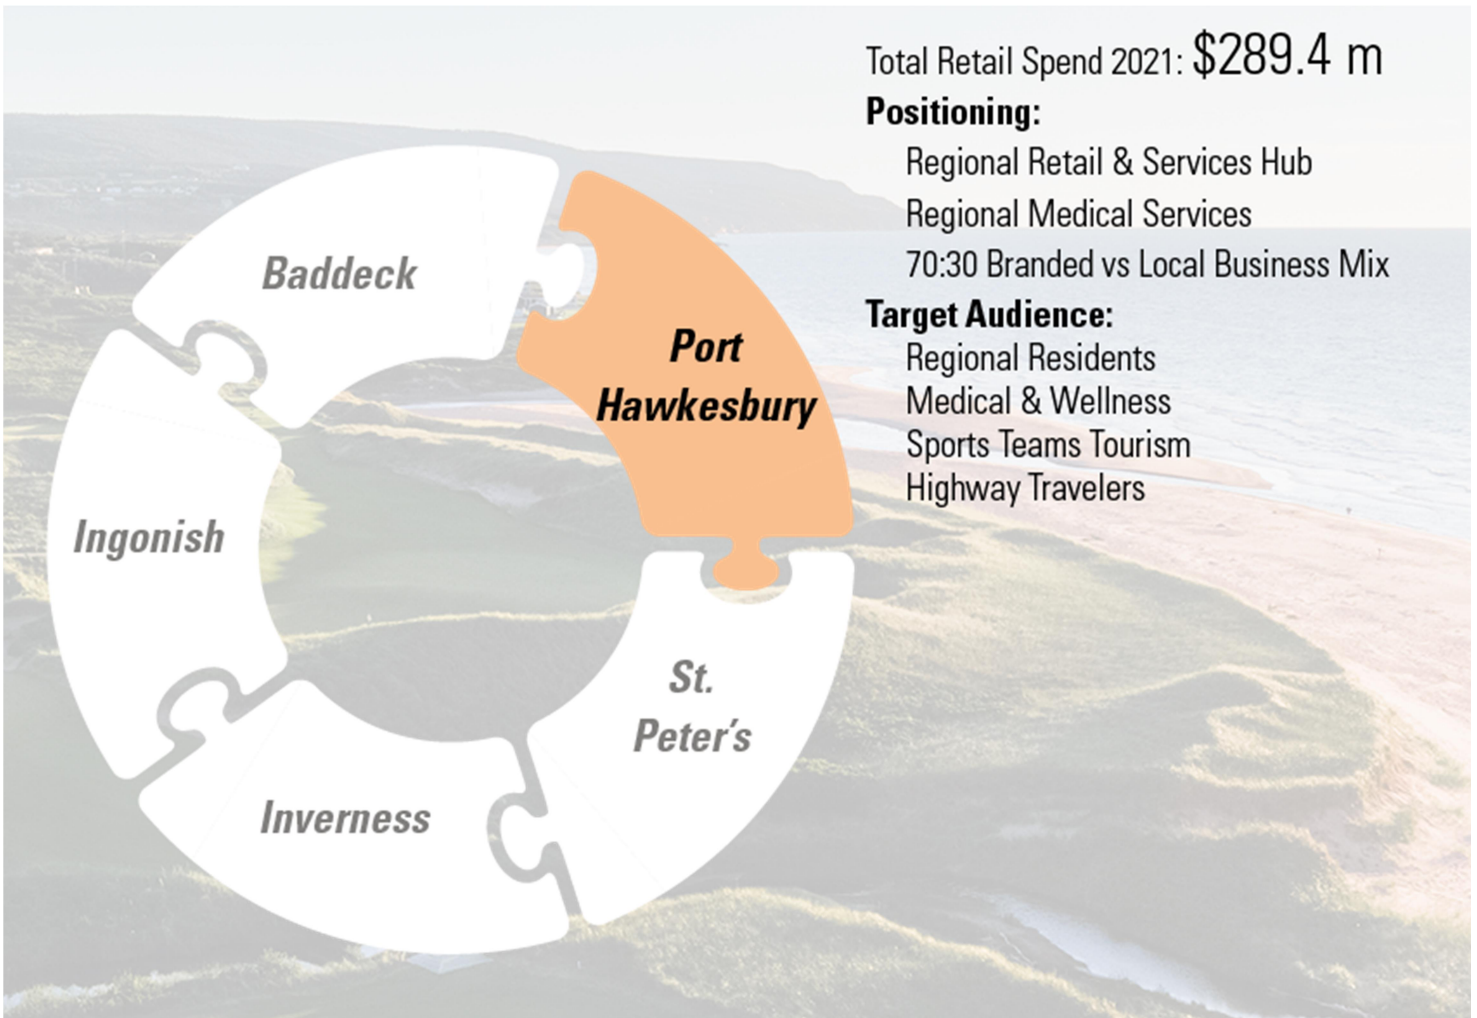 Total Retail Spend 2021: $289.4 m
Positioning:
Regional Retail & Services Hub
Regional Medical Services
70:30 Branded vs Local Business Mix
Target Audience:
Regional Residents
Medical & Wellness
Sports Teams Tourism
Highway Travelers
Baddeck
Port
Hawkesbury
Ingonish
St.
Peter's
Inverness